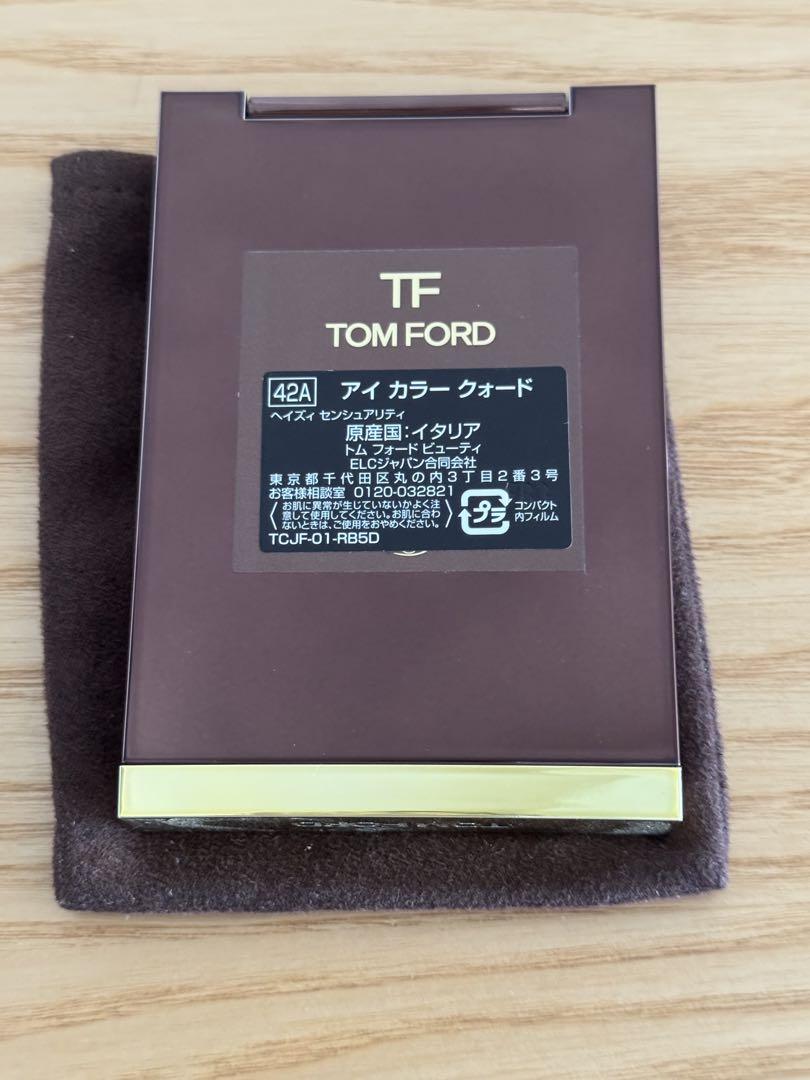 TF
TOM FORD
42A アイ カラー クォード
ヘイズィ センシュアリティ
原産国:イタリア
トム フォード ビューティ
ELCジャパン合同会社
東京都千代田区丸の内3丁目2番3号
お客様相談室 0120-032821
お肌に異常が生じていないかよく注
意して使用してください。お肌に合わ
ないときは、ご使用をおやめください。
プラ
コンパクト
内フィルム
TCJF-01-RB5D